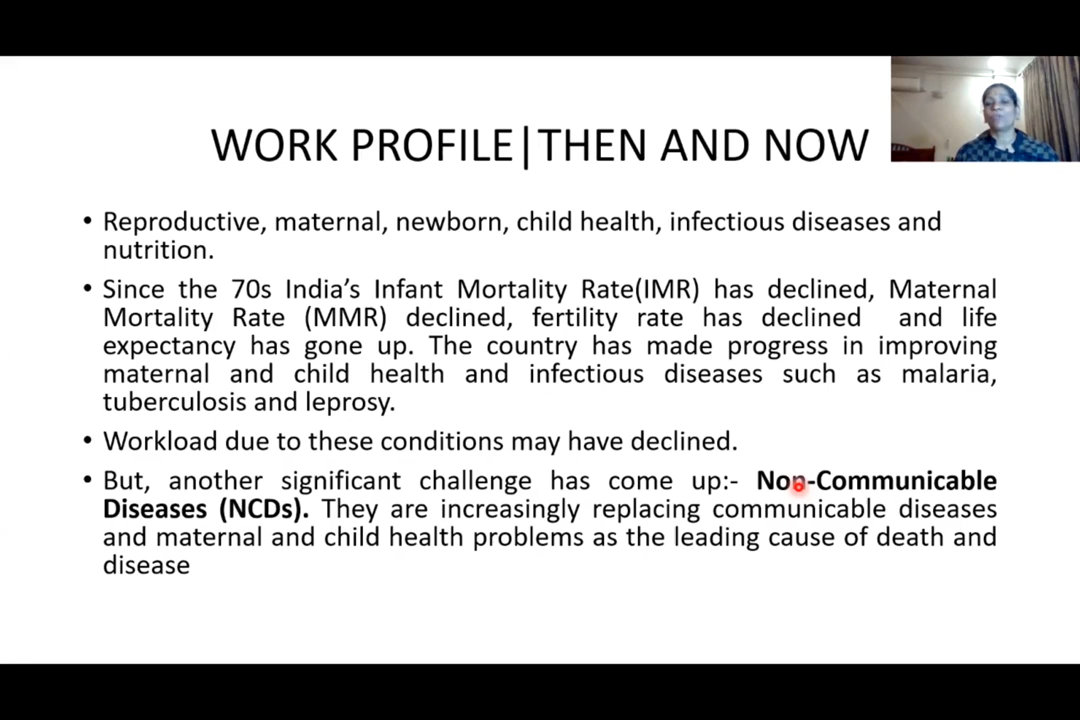 WORK PROFILE|THEN AND NOW
• Reproductive, maternal, newborn, child health, infectious diseases and
nutrition.
• Since the 70s India’s Infant Mortality Rate(IMR) has declined, Maternal
Mortality Rate (MMR) declined, fertility rate has declined and life
expectancy has gone up. The country has made progress in improving
maternal and child health and infectious diseases such as malaria,
tuberculosis and leprosy.
• Workload due to these conditions may have declined.
• But, another significant challenge has come up:- Non-Communicable
Diseases (NCDs). They are increasingly replacing communicable diseases
and maternal and child health problems as the leading cause of death and
disease